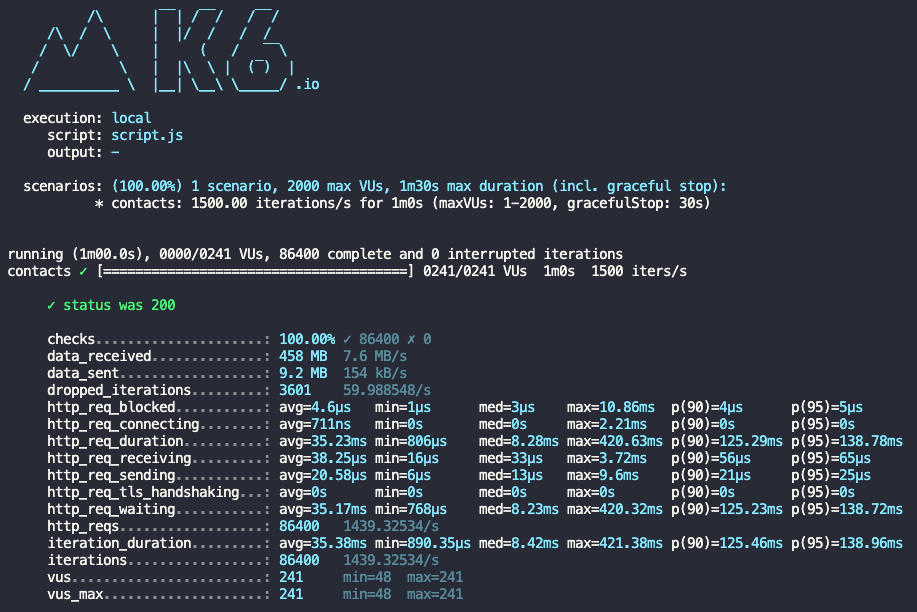 .io
execution: local
script: script.js
output: -
scenarios: (100.00%) 1 scenario, 2000 max VUs, 1m30s max duration (incl. graceful stop):
* contacts: 1500.00 iterations/s for 1m0s (maxVUs: 1-2000, gracefulStop: 30s)
running (1m00.0s), 0000/0241 VUs, 86400 complete and 0 interrupted iterations
contacts ✓ [======================================] 0241/0241 VUs  1m0s  1500 iters/s
✓ status was 200
checks.....................: 100.00% ✓ 86400 ✗ 0
data_received..............: 458 MB  7.6 MB/s
data_sent..................: 9.2 MB  154 kB/s
dropped_iterations.........: 3601    59.988548/s
http_req_blocked...........: avg=4.6µs   min=1µs      med=3µs    max=10.86ms  p(90)=4µs      p(95)=5µs
http_req_connecting........: avg=711ns   min=0s       med=0s     max=2.21ms   p(90)=0s       p(95)=0s
http_req_duration..........: avg=35.23ms min=806µs    med=8.28ms max=420.63ms p(90)=125.29ms p(95)=138.78ms
http_req_receiving.........: avg=38.25µs min=16µs     med=33µs   max=3.72ms   p(90)=56µs     p(95)=65µs
http_req_sending...........: avg=20.58µs min=6µs      med=13µs   max=9.6ms    p(90)=21µs     p(95)=25µs
http_req_tls_handshaking...: avg=0s      min=0s       med=0s     max=0s       p(90)=0s       p(95)=0s
http_req_waiting...........: avg=35.17ms min=768µs    med=8.23ms max=420.32ms p(90)=125.23ms p(95)=138.72ms
http_reqs..................: 86400   1439.32534/s
iteration_duration.........: avg=35.38ms min=890.35µs med=8.42ms max=421.38ms p(90)=125.46ms p(95)=138.96ms
iterations.................: 86400   1439.32534/s
vus........................: 241     min=48  max=241
vus_max....................: 241     min=48  max=241